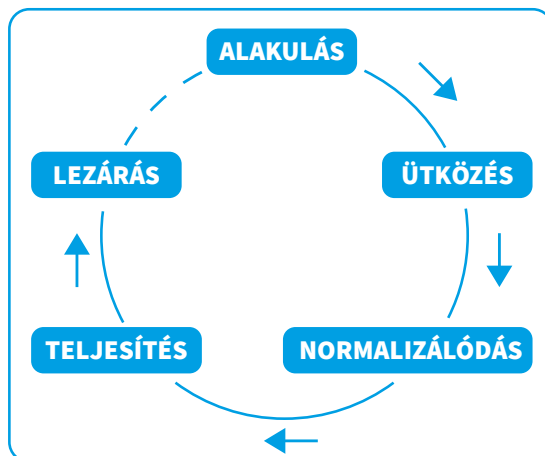 ALAKULÁS
LEZÁRÁS
ÜTKÖZÉS
TELJESÍTÉS
NORMALIZÁLÓDÁS